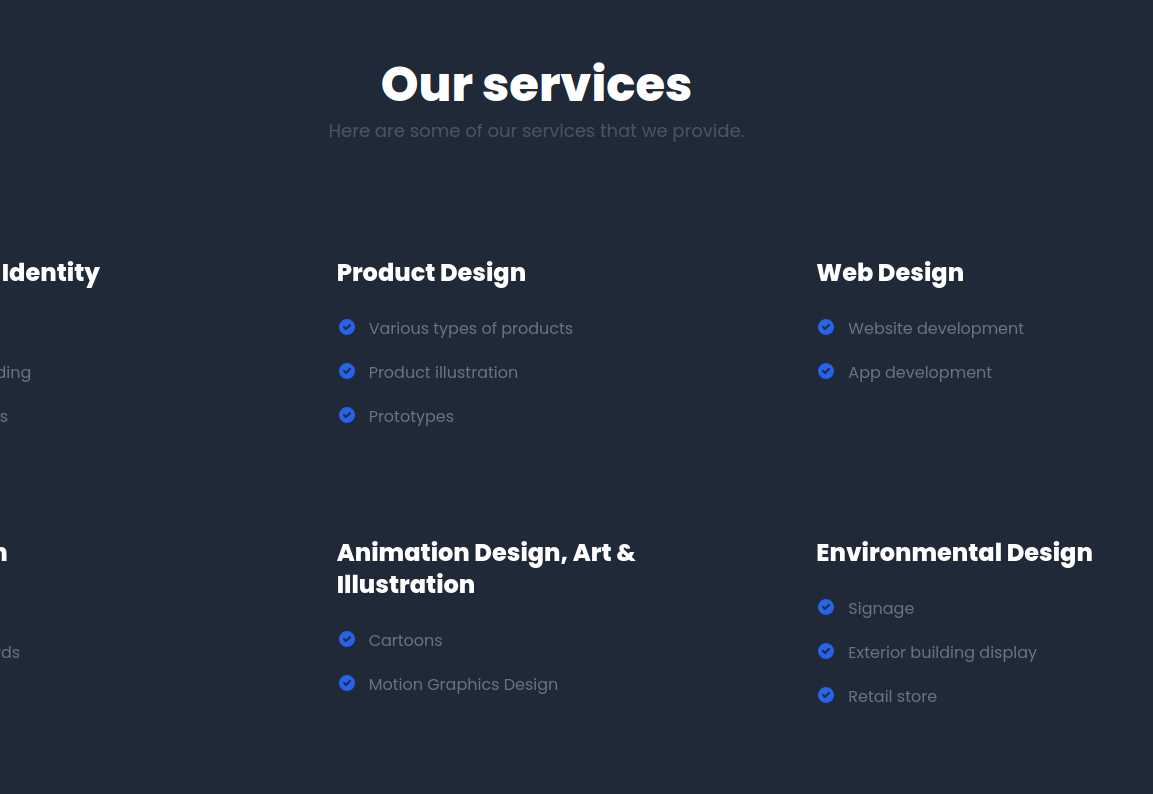 Our services
Here are some of our services that we provide.
Identity
Product Design
Web Design
Various types of products
Website development
Product illustration
App development
Prototypes
Animation Design, Art &
Illustration
Environmental Design
Cartoons
Signage
Motion Graphics Design
Exterior building display
Retail store